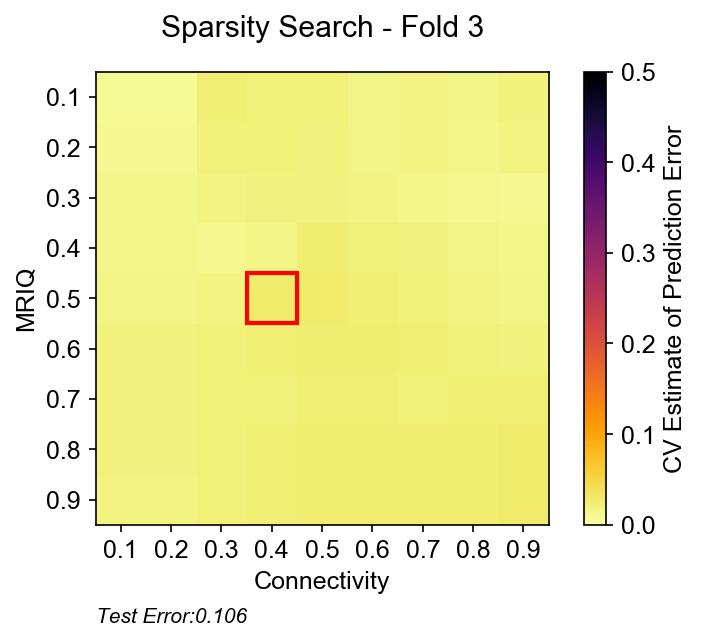 Sparsity Search - Fold 3
0.1
0.2
0.3
0.4
0.5
0.6
0.7
0.8
0.9
MRIQ
0.1 0.2 0.3 0.4 0.5 0.6 0.7 0.8 0.9
Connectivity
Test Error:0.106
0.5
0.4
0.3
0.2
0.1
0.0
CV Estimate of Prediction Error